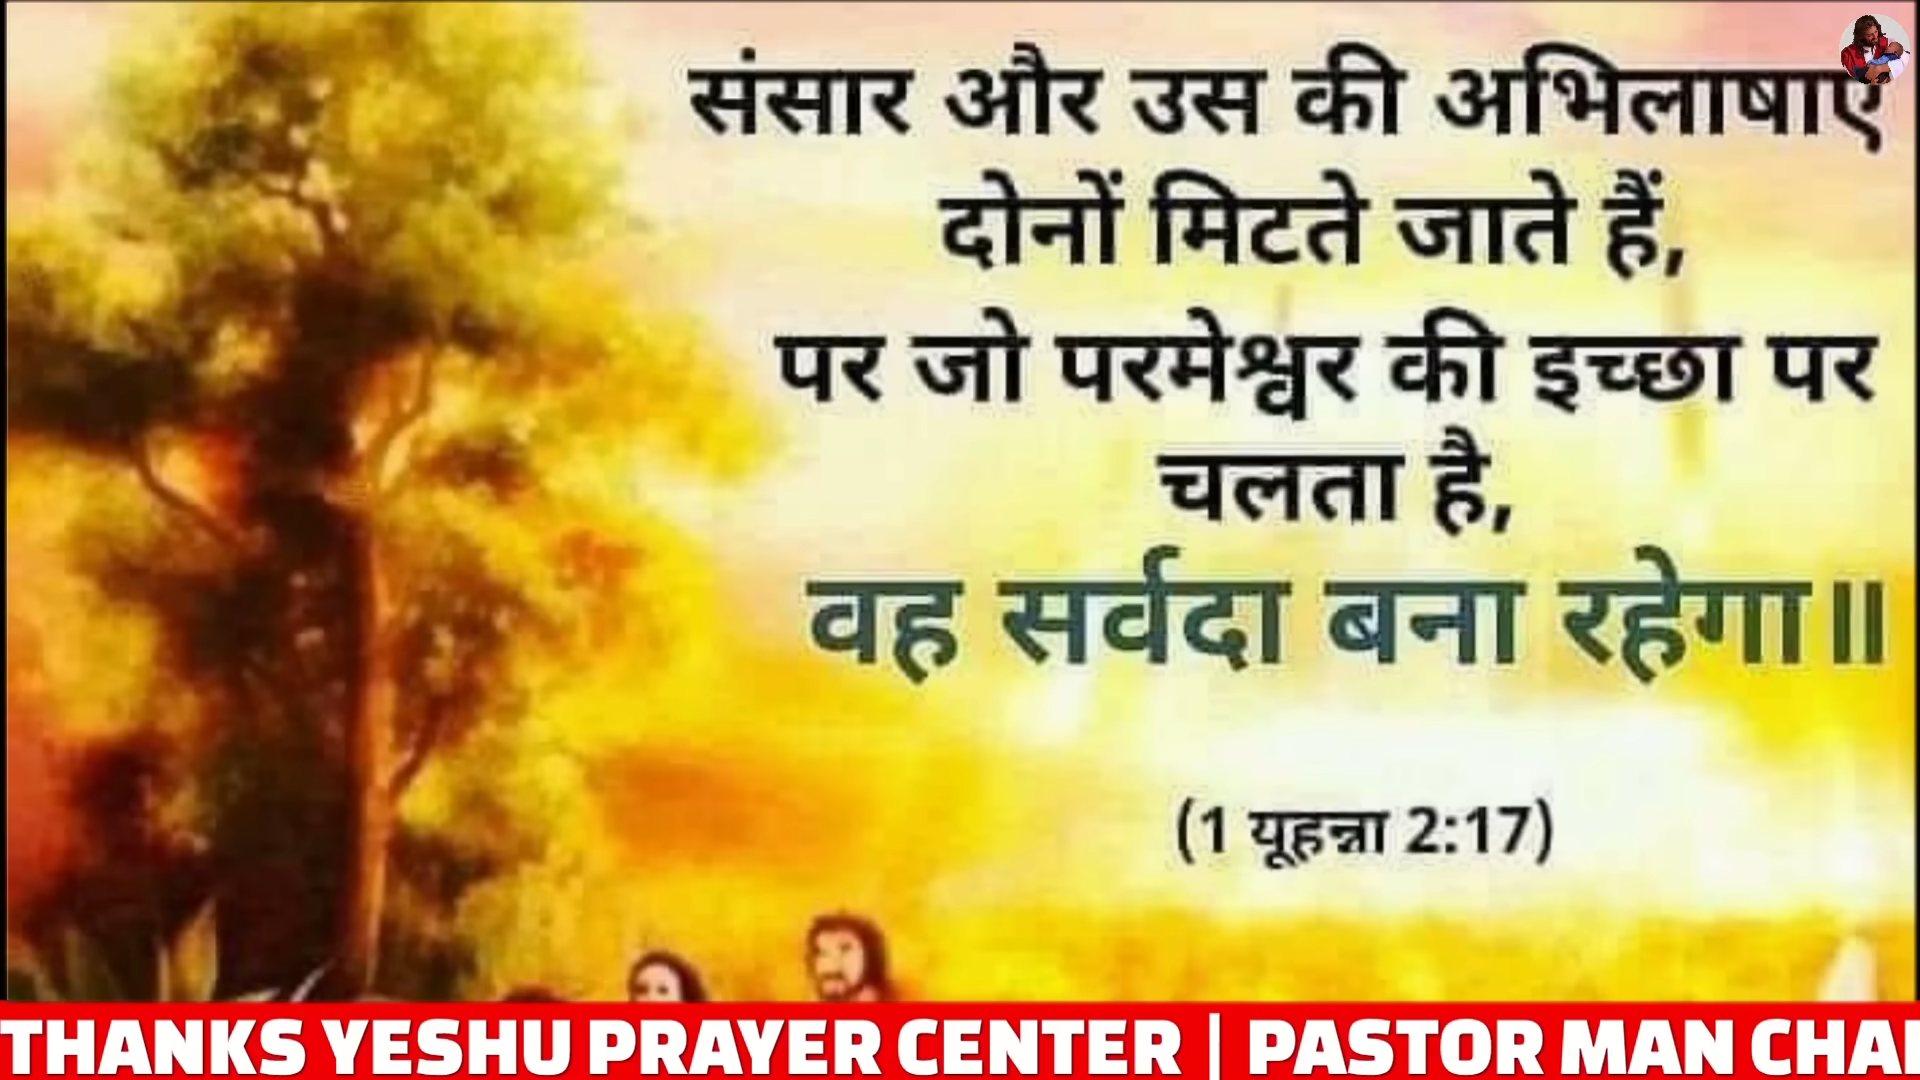 संसार और उस की अभिलाषाएं
दोनों मिटते जाते हैं,
पर जो परमेश्वर की इच्छा पर
चलता है,
वह सर्वदा बना रहेगा॥
(1 यूहन्ना 2:17)
THANKS YESHU PRAYER CENTER | PASTOR MAN CHA